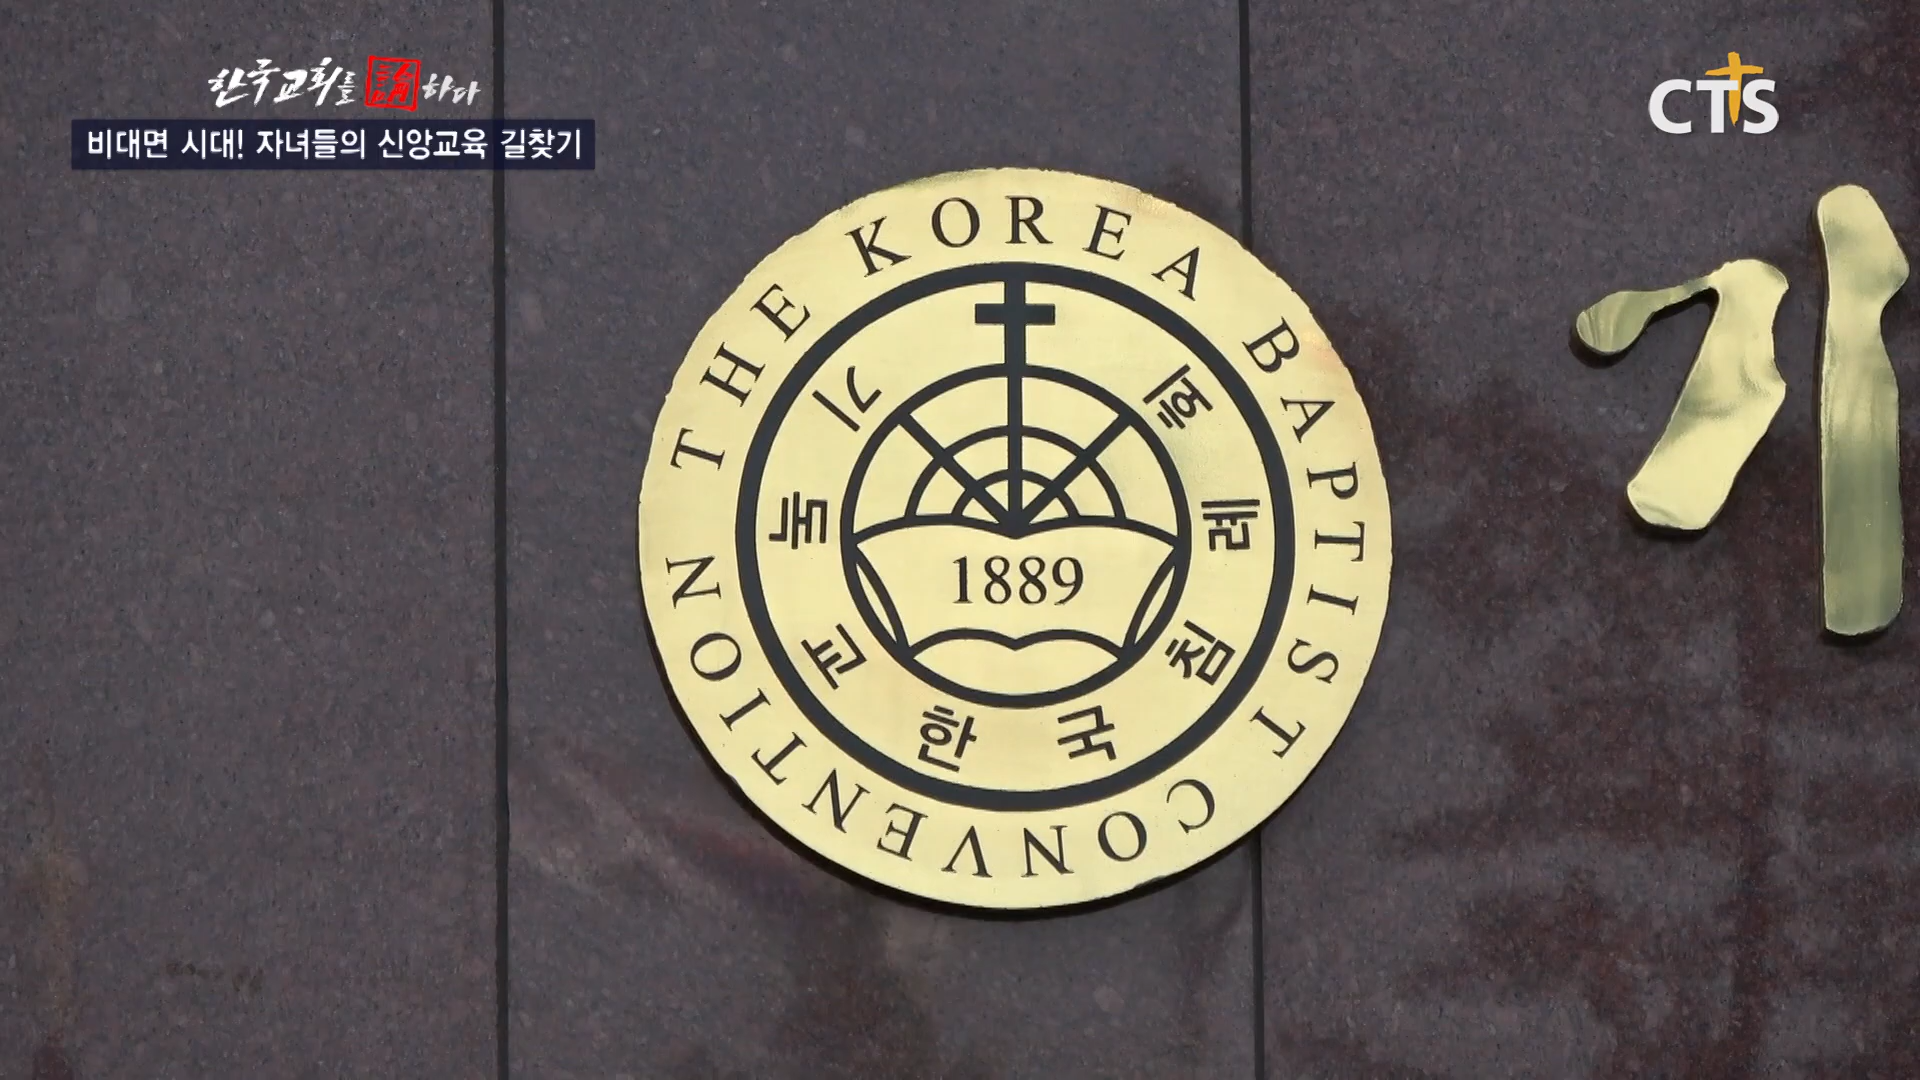 한국교회를 論하다
비대면 시대! 자녀들의 신앙교육 길찾기
CTS
THE KOREA BAPTIST CONVENTION
기독교한국침례회
1889
기